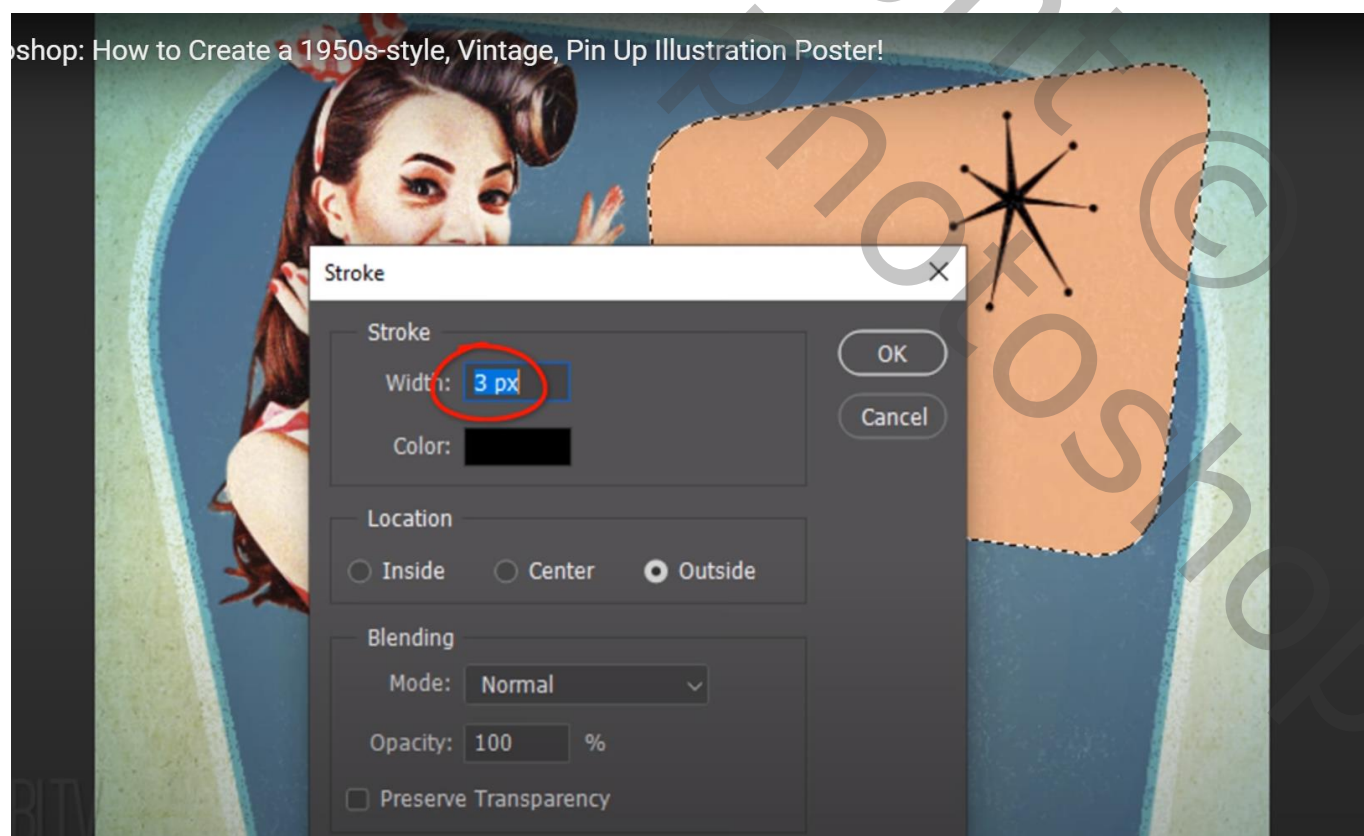 oshop: How to Create a 1950s-style, Vintage, Pin Up Illustration Poster!
Stroke
Stroke
OK
Width: 3 px
Cancel
Color:
Location
Inside Center Outside
Blending
Mode: Normal
Opacity: 100 %
Preserve Transparency
©
photoshop